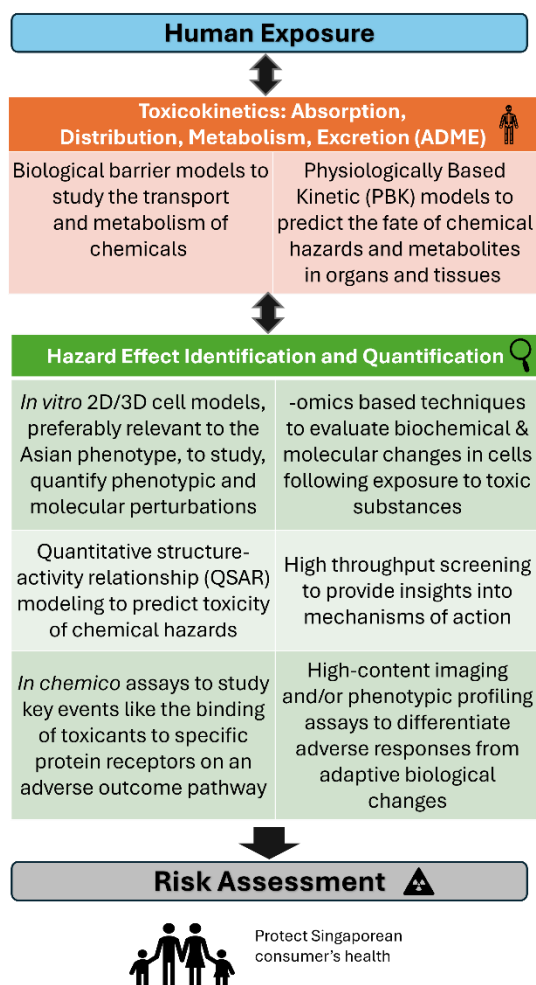 Human Exposure
Toxicokinetics: Absorption,
Distribution, Metabolism, Excretion (ADME)
Biological barrier models to
study the transport
and metabolism of
chemicals
Physiologically Based
Kinetic (PBK) models to
predict the fate of chemical
hazards and metabolites
in organs and tissues
Hazard Effect Identification and Quantification
In vitro 2D/3D cell models,
preferably relevant to the
Asian phenotype, to study,
quantify phenotypic and
molecular perturbations
-omics based techniques
to evaluate biochemical &
molecular changes in cells
following exposure to toxic
substances
Quantitative structure-
activity relationship (QSAR)
modeling to predict toxicity
of chemical hazards
High throughput screening
to provide insights into
mechanisms of action
In chemico assays to study
key events like the binding
of toxicants to specific
protein receptors on an
adverse outcome pathway
High-content imaging
and/or phenotypic profiling
assays to differentiate
adverse responses from
adaptive biological
changes
Risk Assessment
Protect Singaporean
consumer's health